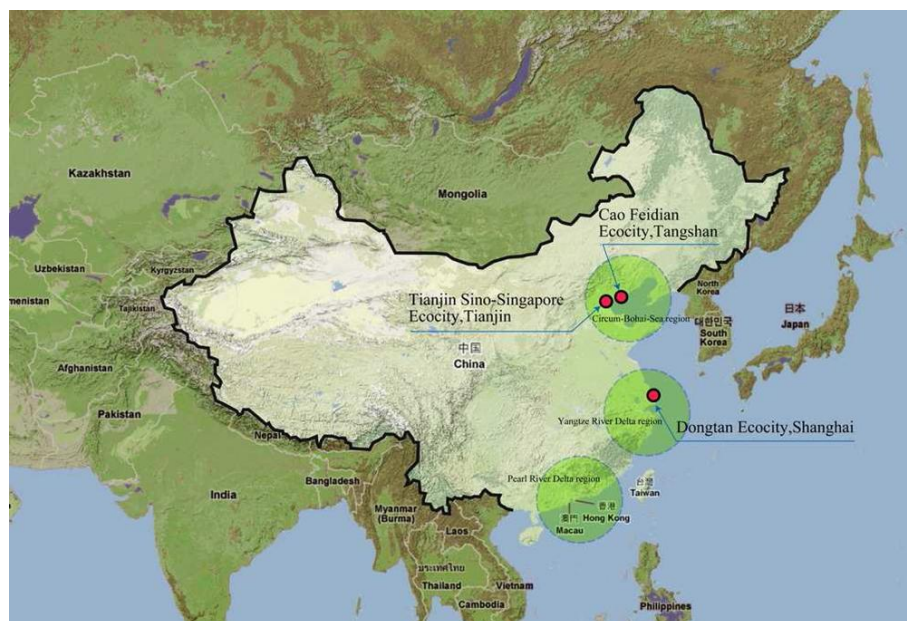 Kazakhstan
Mongolia
Cao Feidian
Ecocity,Tangshan
Uzbekistan
Kyrgyzstan
menistan
Tajikistan
Tianjin Sino-Singapore
Ecocity,Tianjin
Circum-Bohai-Sea region
North
Korea
대한민국
South
Korea
日本
Japan
中国
China
Afghanistan
Pakistan
Nepal
Yangtze River Delta region
Dongtan Ecocity,Shanghai
India
Bangladesh
Pearl River Delta region
台灣
Taiwan
Myanmar
(Burma)
Laos
香港
Hong Kong
澳門
Macau
ประเทศไทย
Thailand
Vietnam
Cambodia
Philippines